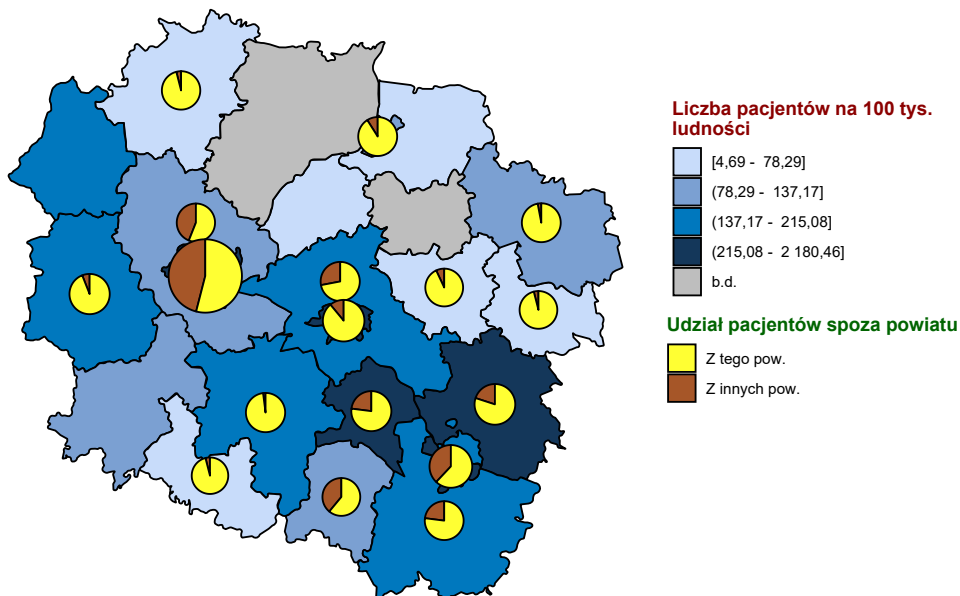 Liczba pacjentów na 100 tys.
ludności
[4,69 - 78,29]
(78,29 - 137,17]
(137,17 - 215,08]
(215,08 - 2 180,46]
b.d.
Udział pacjentów spoza powiatu
Z tego pow.
Z innych pow.